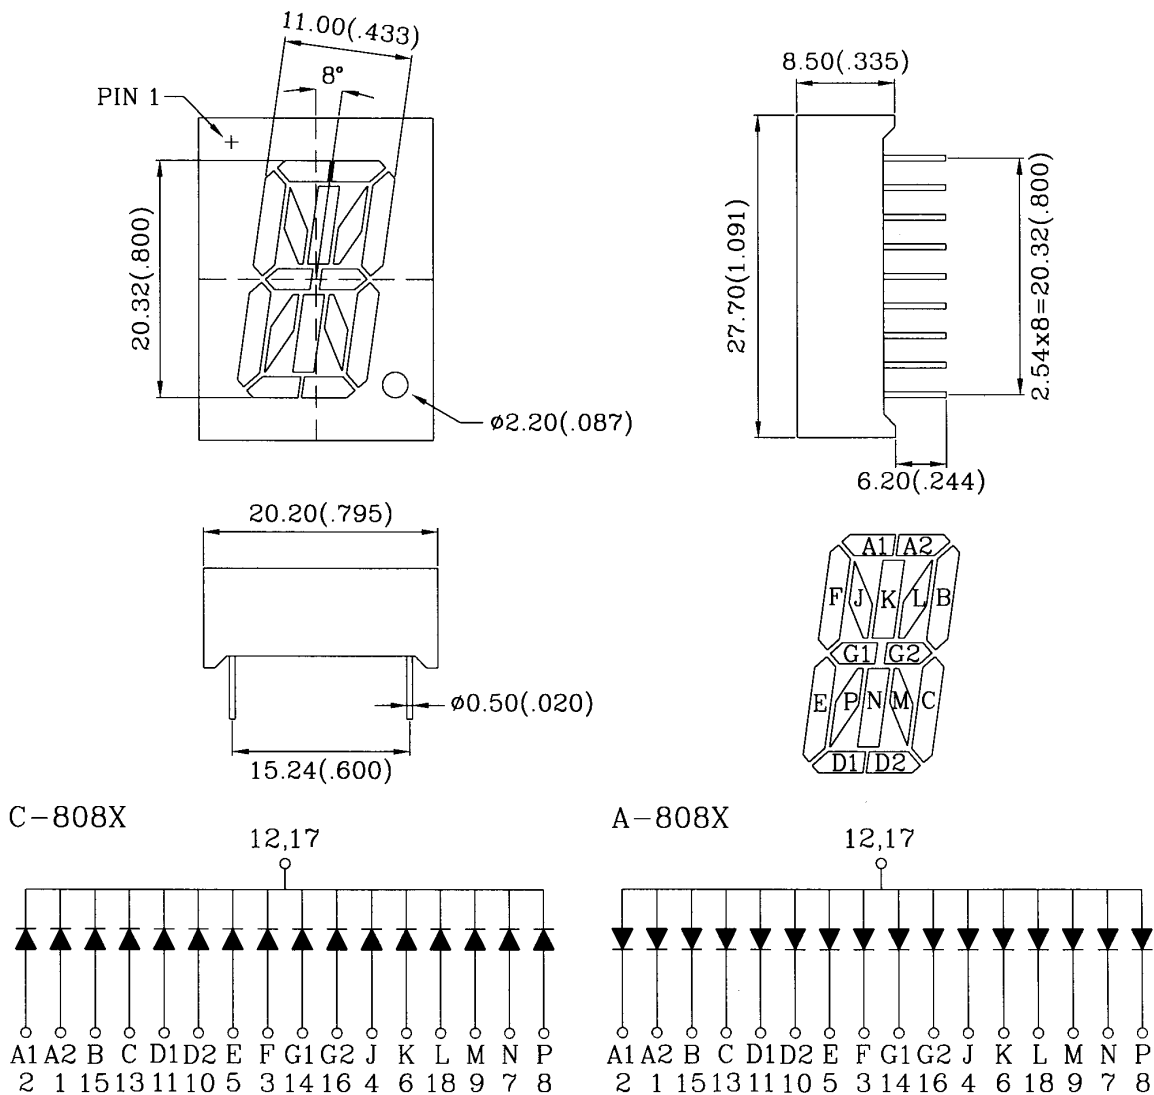 11.00(.433)
8°
PIN 1
20.32(.800)
ø2.20(.087)
8.50(.335)
27.70(1.091)
2.54x8=20.32(.800)
6.20(.244)
20.20(.795)
ø0.50(.020)
15.24(.600)
A1 A2
F J K L B
G1 G2
E P N M C
D1 D2
C-808X
12,17
A1 A2 B C D1 D2 E F G1 G2 J K L M N P
2 1 15 13 11 10 5 3 14 16 4 6 18 9 7 8
A-808X
12,17
A1 A2 B C D1 D2 E F G1 G2 J K L M N P
2 1 15 13 11 10 5 3 14 16 4 6 18 9 7 8